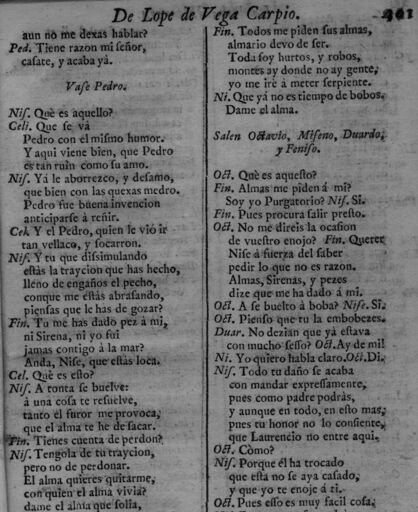 De Lope de Vega Carpio.
401
aun no me dexas hablar?
Ped. Tiene razon mi señor,
casate, y acaba yá.
Vase Pedro.
Nis. Què es aquello?
Celi. Que se vá
Pedro con el mismo humor.
Y aqui viene bien, que Pedro
es tan ruin como su amo.
Nis. Yà le aborrezco, y desamo,
que bien con las quexas medro.
Pedro fue buena invencion
anticiparse à reñir.
Cel. Y el Pedro, quien le viò ir
tan vellaco, y socarron.
Nis. Y tu que dissimulando
estàs la traycion que has hecho,
lleno de engaños el pecho,
conque me estàs abrasando,
piensas que le has de gozar?
Fin. Tu me has dado pez à mi,
ni Sirena, ni yo fui
jamas contigo à la mar?
Anda, Nise, que estàs loca.
Cel. Què es esto?
Nis. A tonta se buelve:
à una cosa te resuelve,
tanto el furor me provoca,
que el alma te he de sacar.
Fin. Tienes cuenta de perdon?
Nis. Tengola de tu traycion,
pero no de perdonar.
El alma quieres quitarme,
con quien el alma vivia?
dame el alma que solia,
Fin. Todos me piden sus almas,
almario devo de ser.
Toda soy hurtos, y robos,
montes ay donde no ay gente,
yo me irè à meter serpiente.
Ni. Que yà no es tiempo de bobos.
Dame el alma.
Salen Octavio, Miseno, Duardo,
y Feniso.
Oct. Què es aquesto?
Fin. Almas me piden à mi?
Soy yo Purgatorio? Nis. Si.
Fin. Pues procura salir presto.
Oct. No me direis la ocasion
de vuestro enojo? Fin. Querer
Nise à fuerza del saber
pedir lo que no es razon.
Almas, Sirenas, y pezes
dize que me ha dado à mi.
Oct. A se buelto à boba? Nise. Si.
Oct. Pienso que tu la embobezes.
Duar. No dezian que yà estava
con mucho sesso? Oct. Ay de mi!
Ni. Yo quiero habla claro. Oct. Di.
Nis. Todo tu daño se acaba
con mandar expressamente,
pues como padre podràs,
y aunque en todo, en esto mas,
pues tu honor no lo consiente,
que Laurencio no entre aqui.
Oct. Còmo?
Nis. Porque èl ha trocado
que està no se aya casado,
y que yo te enoje à ti.
Oct. Pues esso es muy facil cosa.